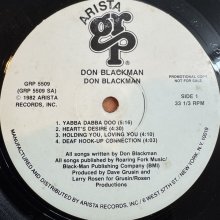 ARISTA
grp
DON BLACKMAN
DON BLACKMAN
GRP 5509
(GRP 5509 SA)
℗ © 1982 ARISTA
RECORDS, INC.
PROMOTIONAL COPY
NOT FOR SALE
SIDE 1
33 1/3 RPM
1. YABBA DABBA DOO (5:16)
2. HEART'S DESIRE (4:30)
3. HOLDING YOU, LOVING YOU (4:43)
4. DEAF HOOK-UP CONNECTION (5:33)
All songs written by Don Blackman
All songs published by Roaring Fork Music/
Black-Man Publishing Company (BMI)
Produced by Dave Grusin and
Larry Rosen for Grusin/Rosen
Productions
MANUFACTURED AND DISTRIBUTED BY ARISTA RECORDS, INC. 6 WEST 57TH ST., NEW YORK, N.Y. 10019